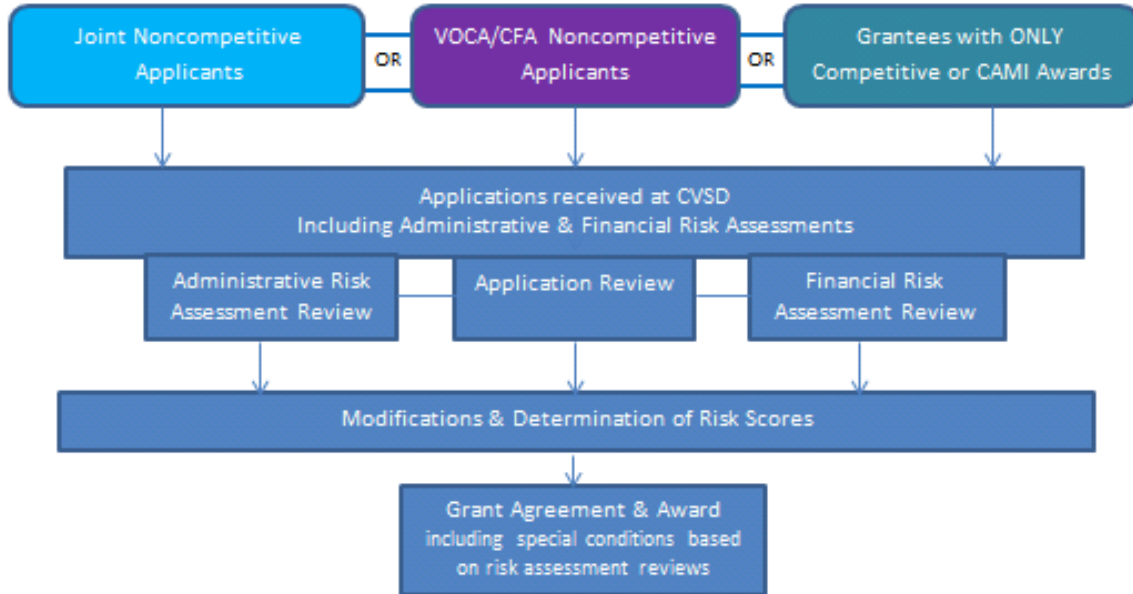 Joint Noncompetitive
Applicants
OR
VOCA/CFA Noncompetitive
Applicants
OR
Grantees with ONLY
Competitive or CAMI Awards
Applications received at CVSD
Including Administrative & Financial Risk Assessments
Administrative Risk
Assessment Review
Application Review
Financial Risk
Assessment Review
Modifications & Determination of Risk Scores
Grant Agreement & Award
including special conditions based
on risk assessment reviews